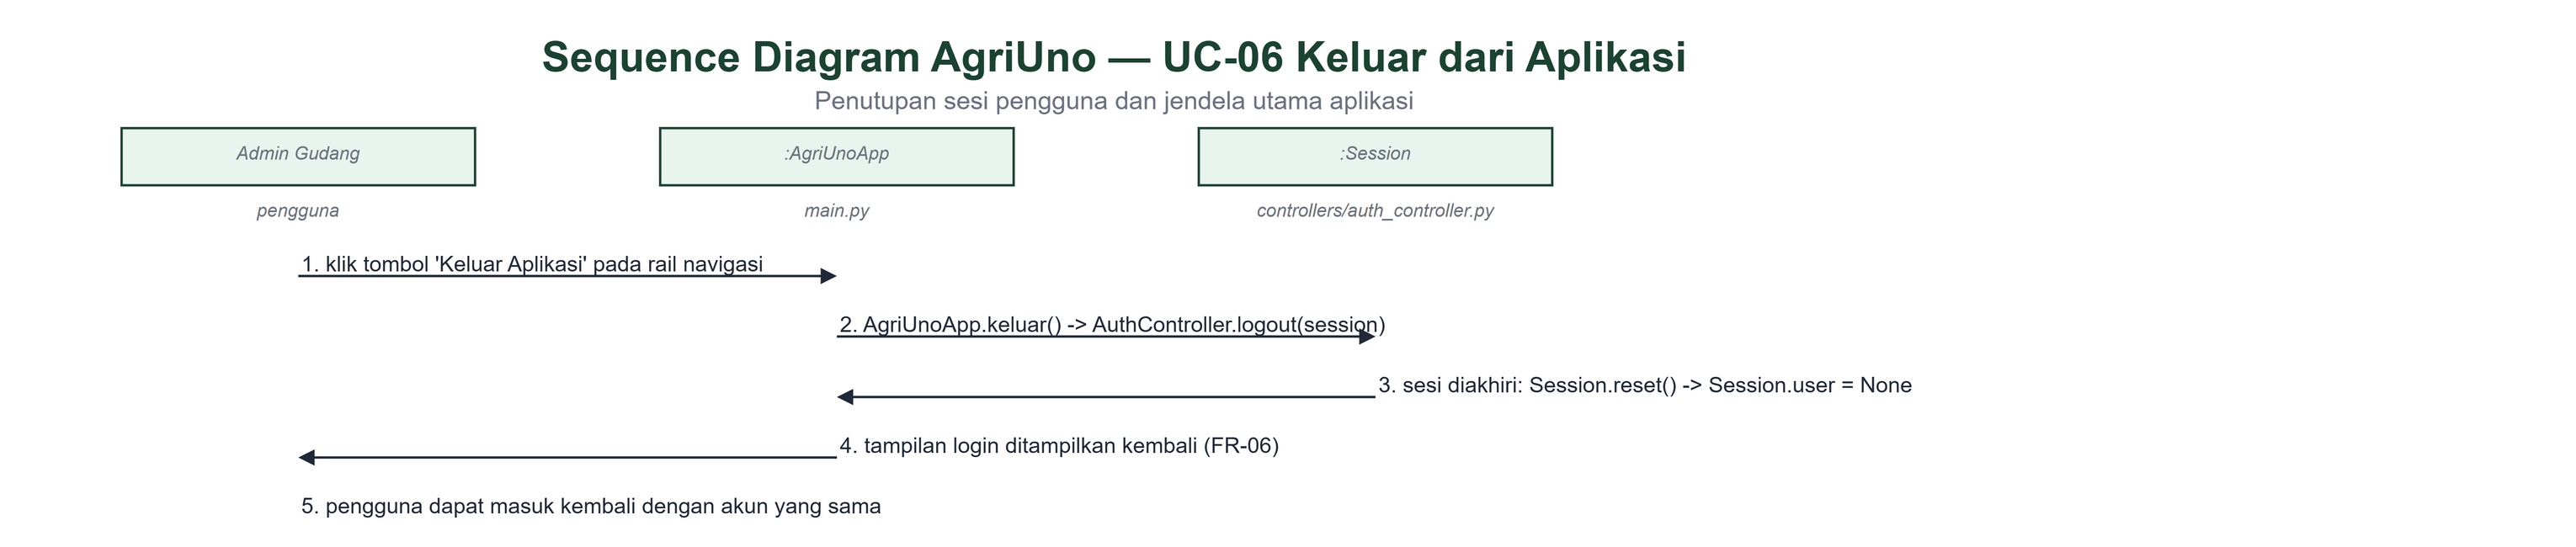 Sequence Diagram AgriUno — UC-06 Keluar dari Aplikasi
Penutupan sesi pengguna dan jendela utama aplikasi
Admin Gudang
:AgriUnoApp
:Session
pengguna
main.py
controllers/auth_controller.py
1. klik tombol 'Keluar Aplikasi' pada rail navigasi
2. AgriUnoApp.keluar() -> AuthController.logout(session)
3. sesi diakhiri: Session.reset() -> Session.user = None
4. tampilan login ditampilkan kembali (FR-06)
5. pengguna dapat masuk kembali dengan akun yang sama